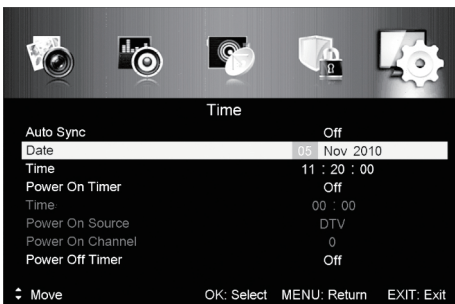 Time
Auto Sync Off
Date 05 Nov 2010
Time 11 : 20 : 00
Power On Timer Off
Time: 00 : 00
Power On Source DTV
Power On Channel 0
Power Off Timer Off
Move OK: Select MENU: Return EXIT: Exit